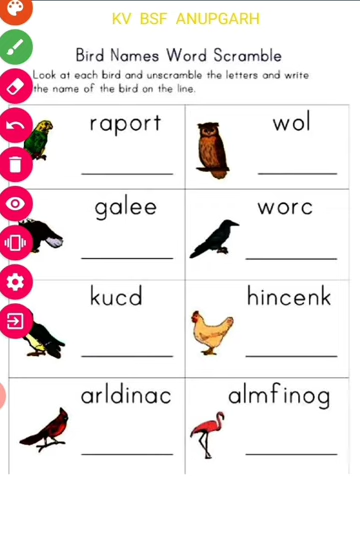 KV BSF ANUPGARH
Bird Names Word Scramble
Look at each bird and unscramble the letters and write
the name of the bird on the line.
raport
wol
galee
worc
kucd
hincenk
arldinac
almfinog